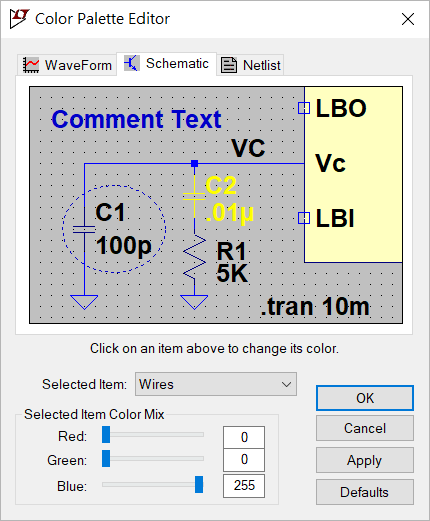 Color Palette Editor
WaveForm
Schematic
Netlist
Comment Text
LBO
VC
Vc
C2
.01µ
C1
100p
LBI
R1
5K
.tran 10m
Click on an item above to change its color.
Selected Item: Wires
Selected Item Color Mix
Red: 0
Green: 0
Blue: 255
OK
Cancel
Apply
Defaults